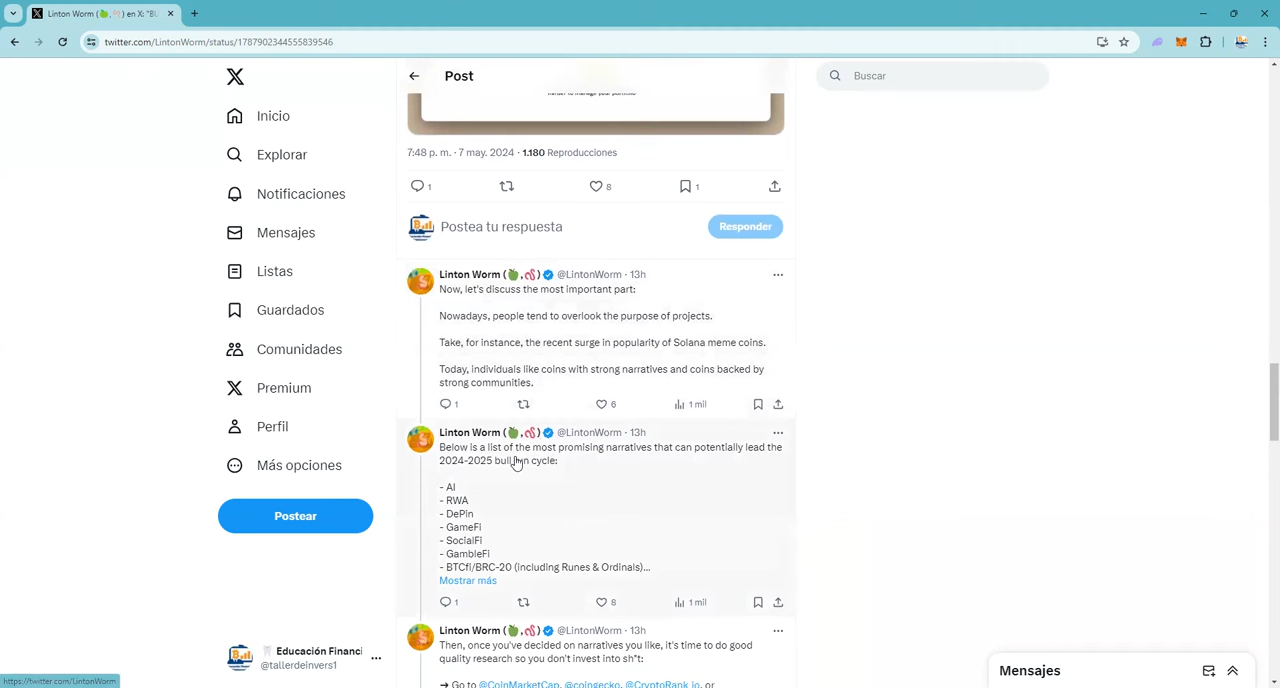 Linton Worm (🍏,🪱) en X: "BU
twitter.com/LintonWorm/status/1787902344555839546
Post
Buscar
harder to manage your portfolio
Inicio
Explorar
Notificaciones
Mensajes
Listas
Guardados
Comunidades
Premium
Perfil
Más opciones
Postear
Educación Financi
@tallerdeinvers1
7:48 p. m. · 7 may. 2024 · 1.180 Reproducciones
1 8 1
Postea tu respuesta
Responder
Linton Worm (🍏,🪱) @LintonWorm · 13h
Now, let's discuss the most important part:
Nowadays, people tend to overlook the purpose of projects.
Take, for instance, the recent surge in popularity of Solana meme coins.
Today, individuals like coins with strong narratives and coins backed by
strong communities.
1 6 1 mil
Linton Worm (🍏,🪱) @LintonWorm · 13h
Below is a list of the most promising narratives that can potentially lead the
2024-2025 bull run cycle:
- AI
- RWA
- DePin
- GameFi
- SocialFi
- GambleFi
- BTCfi/BRC-20 (including Runes & Ordinals)...
Mostrar más
1 8 1 mil
Linton Worm (🍏,🪱) @LintonWorm · 13h
Then, once you've decided on narratives you like, it's time to do good
quality research so you don't invest into sh*t:
➜ Go to @CoinMarketCap, @coingecko, @CryptoRank_io, or
Mensajes
https://twitter.com/LintonWorm